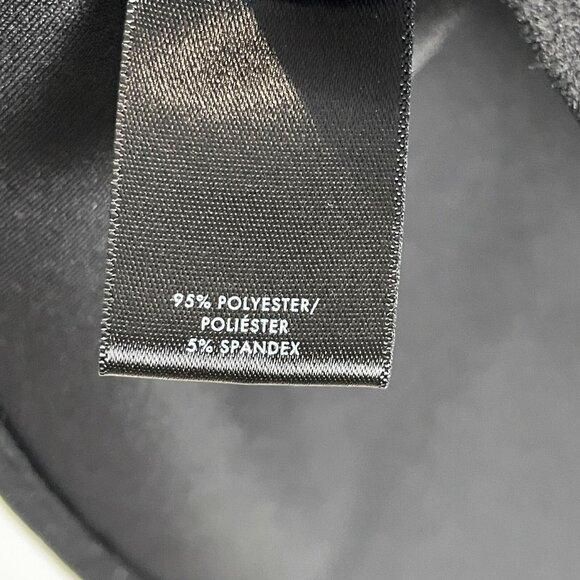 95% POLYESTER/
POLIÉSTER
5% SPANDEX